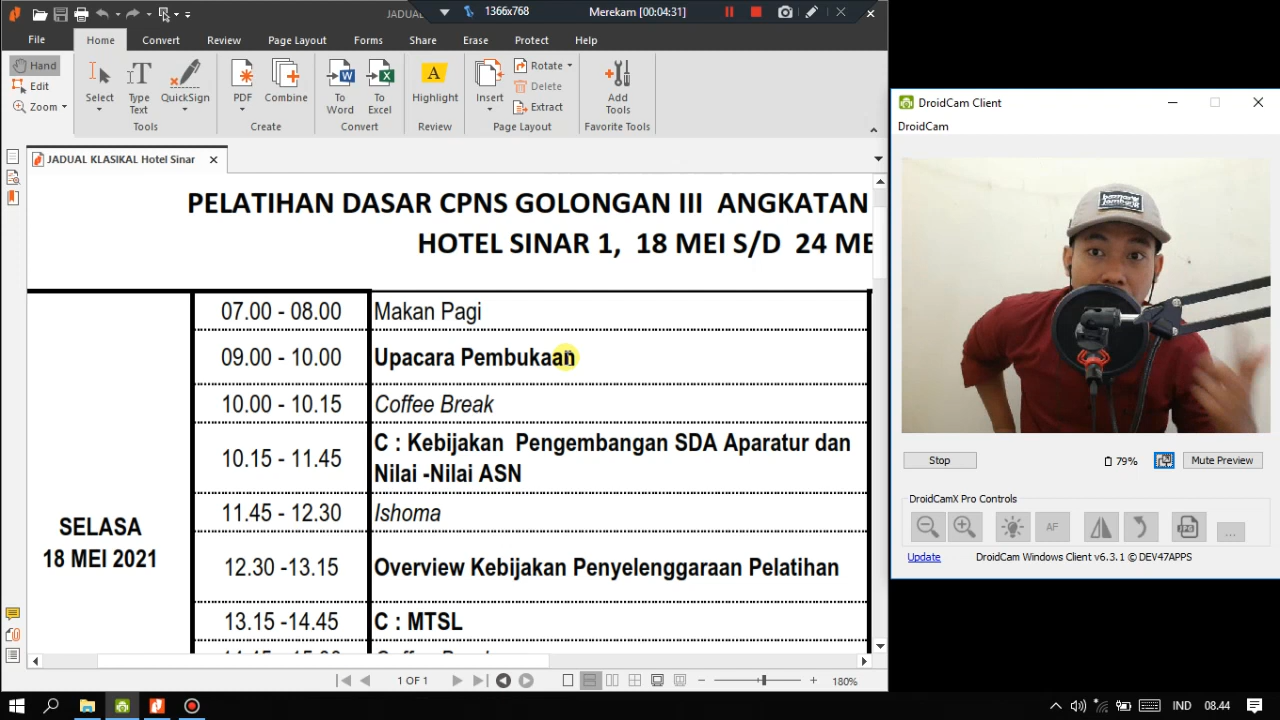 JADUAL
1366x768
Merekam [00:04:31]
File
Home
Convert
Review
Page Layout
Forms
Share
Erase
Protect
Help
Hand
Edit
Zoom
Select
Type Text
QuickSign
Tools
PDF
Combine
Create
To Word
To Excel
Convert
Highlight
Review
Insert
Rotate
Delete
Extract
Page Layout
Add Tools
Favorite Tools
JADUAL KLASIKAL Hotel Sinar
PELATIHAN DASAR CPNS GOLONGAN III ANGKATAN
HOTEL SINAR 1, 18 MEI S/D 24 ME
SELASA
18 MEI 2021
07.00 - 08.00 Makan Pagi
09.00 - 10.00 Upacara Pembukaan
10.00 - 10.15 Coffee Break
10.15 - 11.45 C : Kebijakan Pengembangan SDA Aparatur dan
Nilai -Nilai ASN
11.45 - 12.30 Ishoma
12.30 -13.15 Overview Kebijakan Penyelenggaraan Pelatihan
13.15 -14.45 C : MTSL
1 OF 1
180%
DroidCam Client
DroidCam
Stop
79%
Mute Preview
DroidCamX Pro Controls
AF
JPG
...
Update
DroidCam Windows Client v6.3.1 © DEV47APPS
IND
08.44